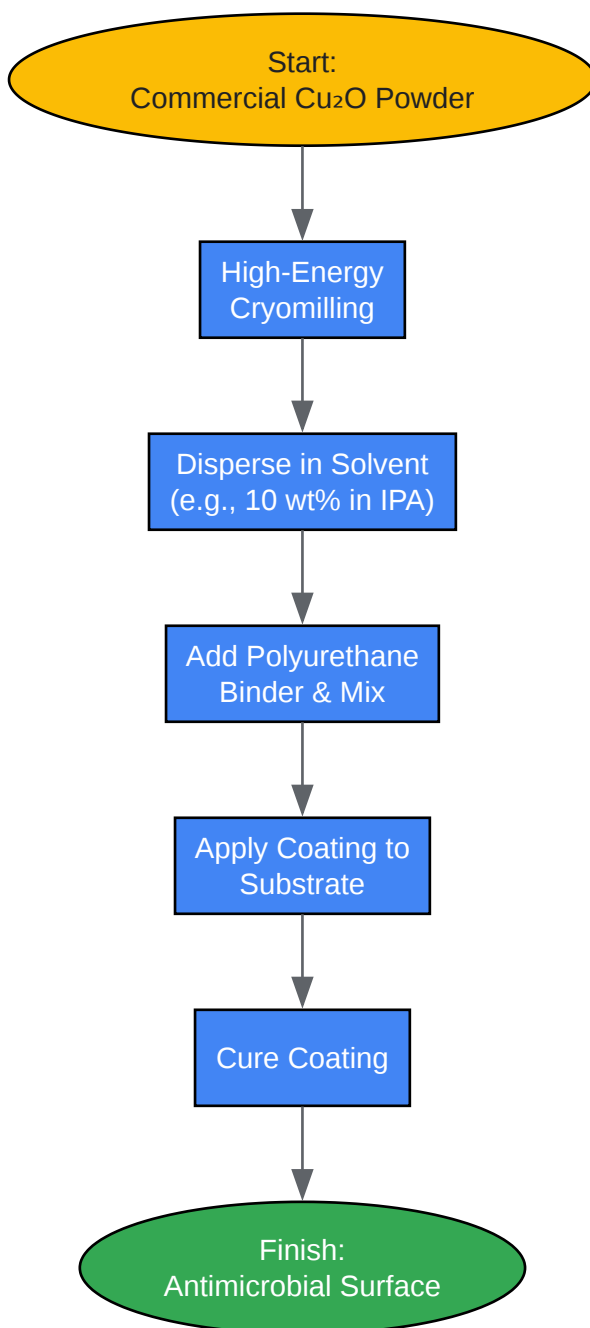 Start:
Commercial Cu₂O Powder
High-Energy
Cryomilling
Disperse in Solvent
(e.g., 10 wt% in IPA)
Add Polyurethane
Binder & Mix
Apply Coating to
Substrate
Cure Coating
Finish:
Antimicrobial Surface